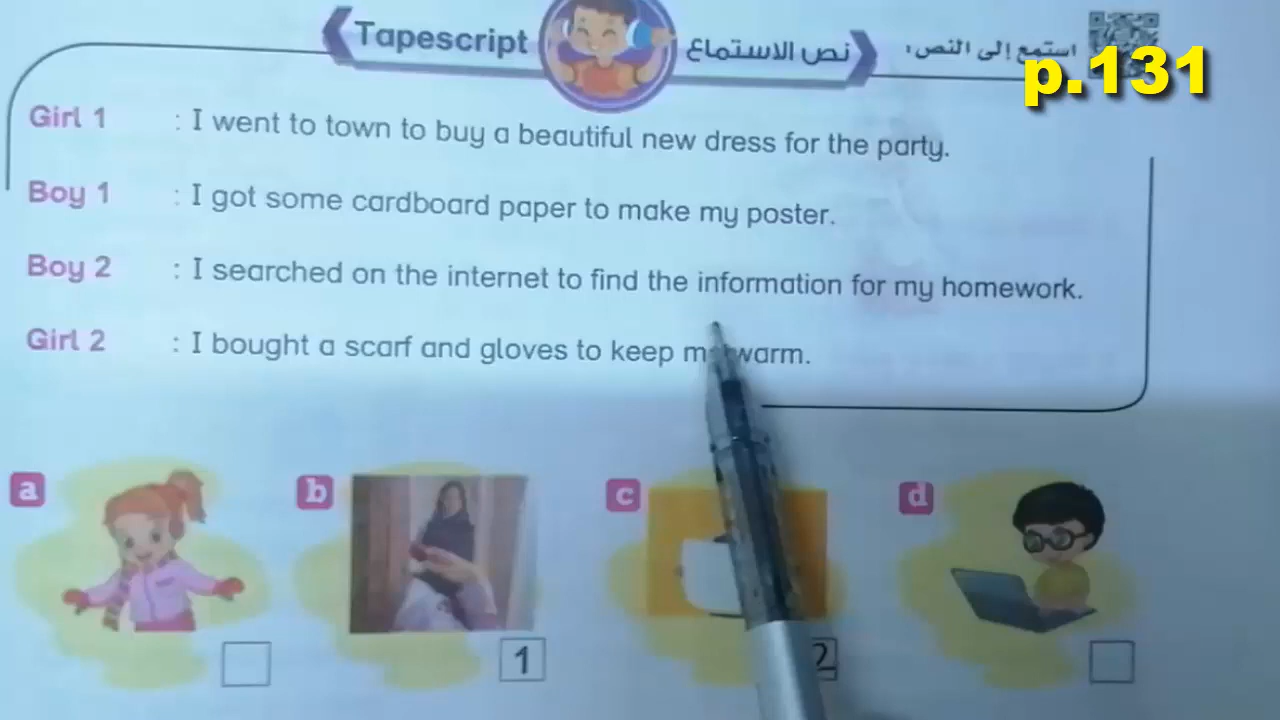 Tapescript
نص الاستماع
استمع إلى النص:
p.131
Girl 1 : I went to town to buy a beautiful new dress for the party.
Boy 1 : I got some cardboard paper to make my poster.
Boy 2 : I searched on the internet to find the information for my homework.
Girl 2 : I bought a scarf and gloves to keep warm.
a
b
c
d
1
2